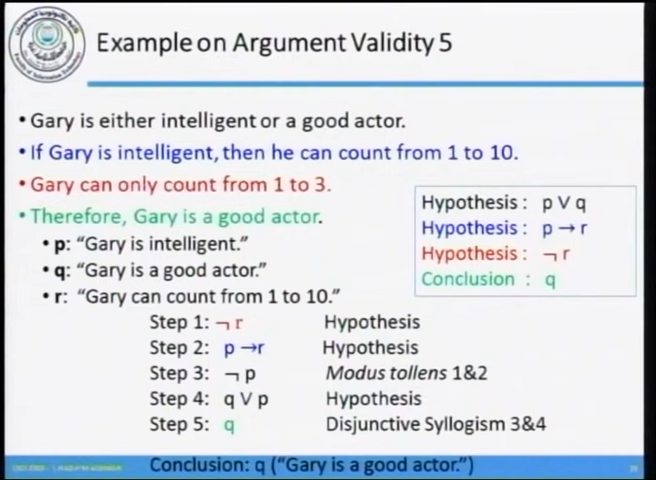 Example on Argument Validity 5
• Gary is either intelligent or a good actor.
• If Gary is intelligent, then he can count from 1 to 10.
• Gary can only count from 1 to 3.
• Therefore, Gary is a good actor.
• p: “Gary is intelligent.”
• q: “Gary is a good actor.”
• r: “Gary can count from 1 to 10.”
Hypothesis : p V q
Hypothesis : p → r
Hypothesis : ¬ r
Conclusion : q
Step 1: ¬ r Hypothesis
Step 2: p →r Hypothesis
Step 3: ¬ p Modus tollens 1&2
Step 4: q V p Hypothesis
Step 5: q Disjunctive Syllogism 3&4
Conclusion: q (“Gary is a good actor.”)